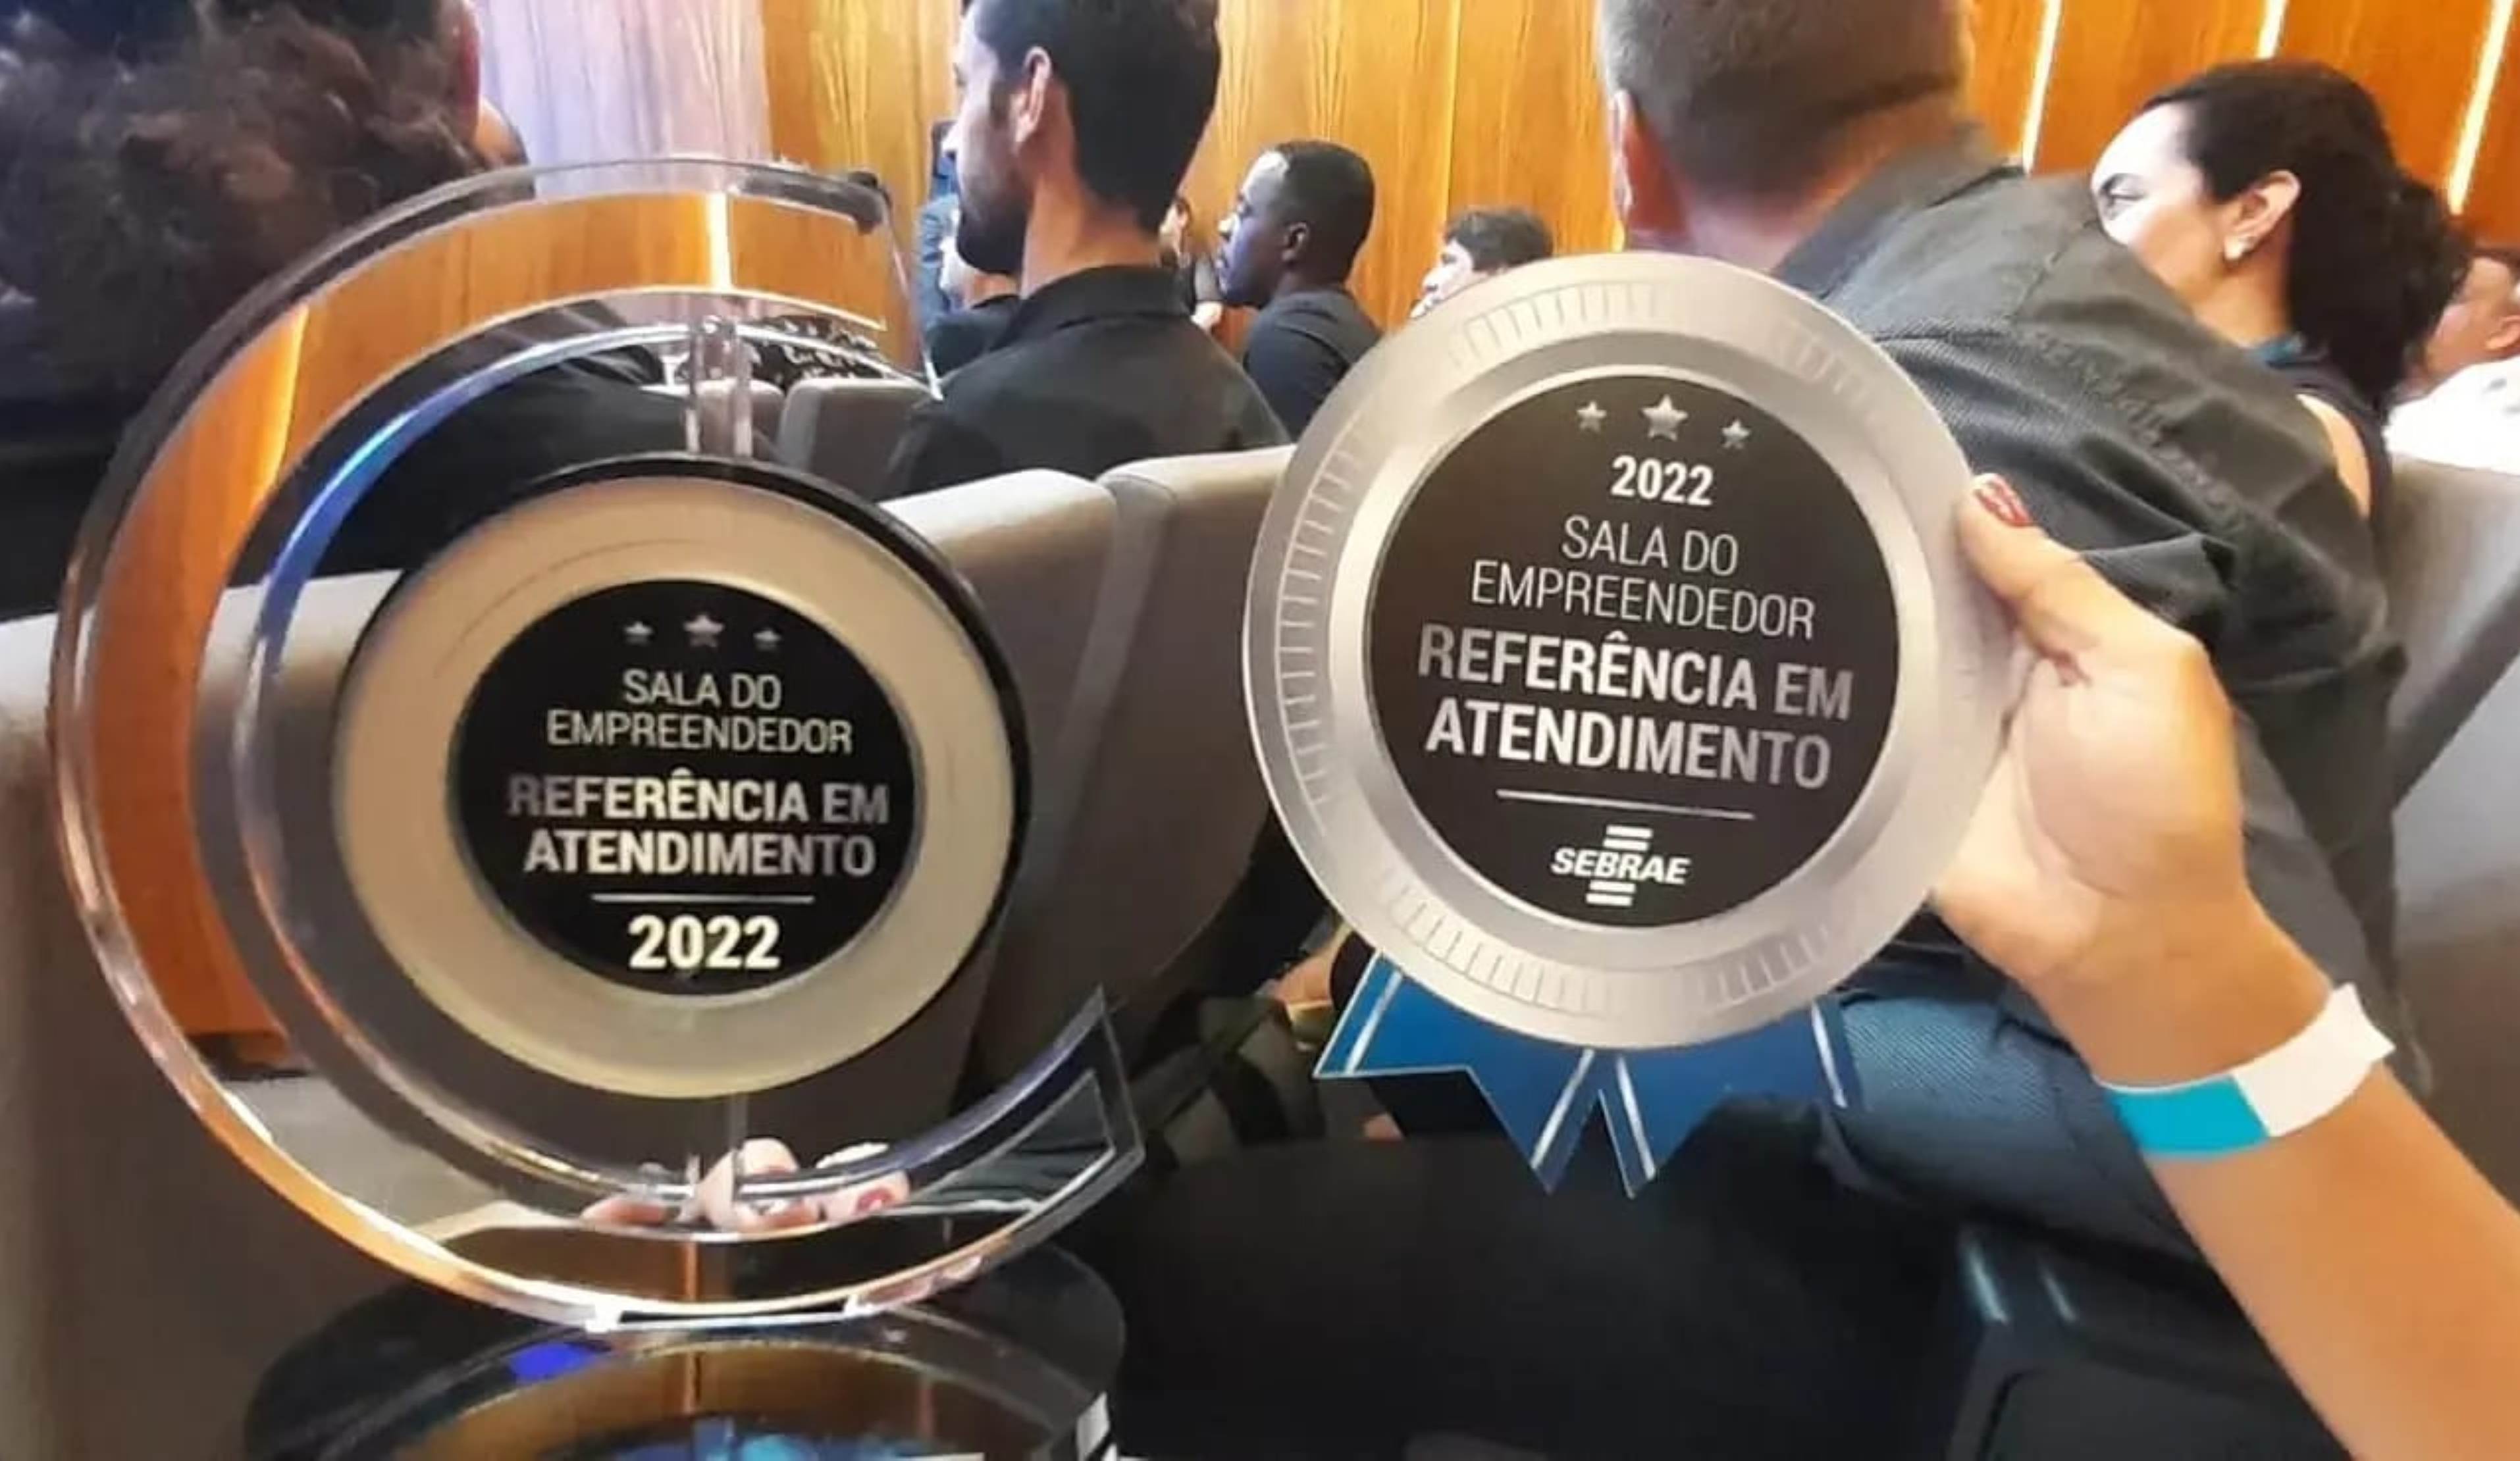 SALA DO
EMPREENDEDOR
REFERÊNCIA EM
ATENDIMENTO
2022
2022
SALA DO
EMPREENDEDOR
REFERÊNCIA EM
ATENDIMENTO
SEBRAE